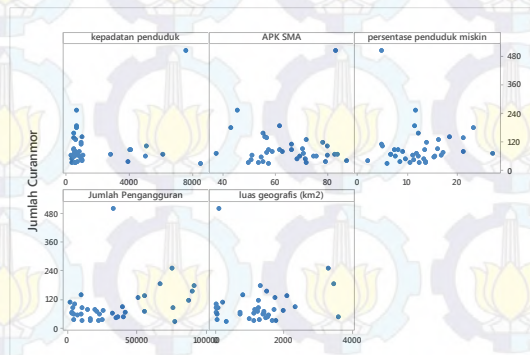 kepadatan penduduk APK SMA persentase penduduk miskin
480
360
240
120
0
0 4000 8000 40 60 80 0 10 20
Jumlah Curanmor
Jumlah Pengangguran luas geografis (km2)
480
360
240
120
0
0 50000 100000 2000 4000